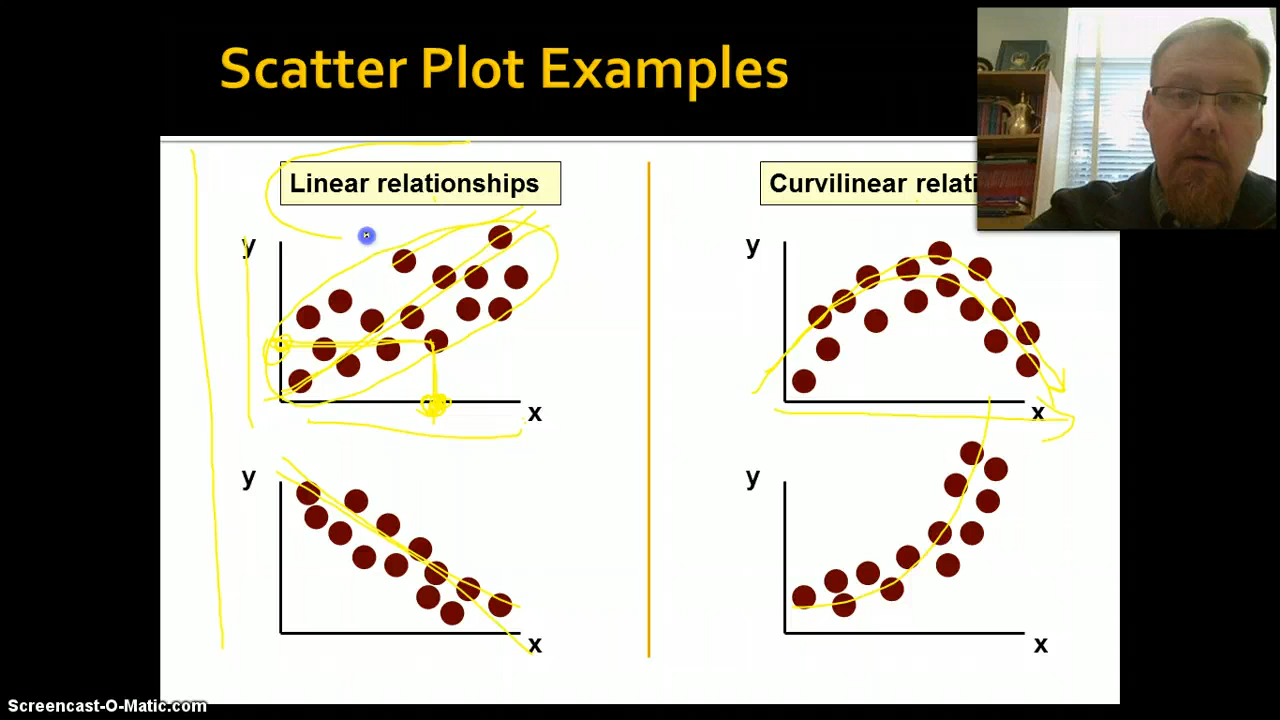 Scatter Plot Examples
Linear relationships
Curvilinear relati
y
x
y
x
y
x
y
x
Screencast-O-Matic.com